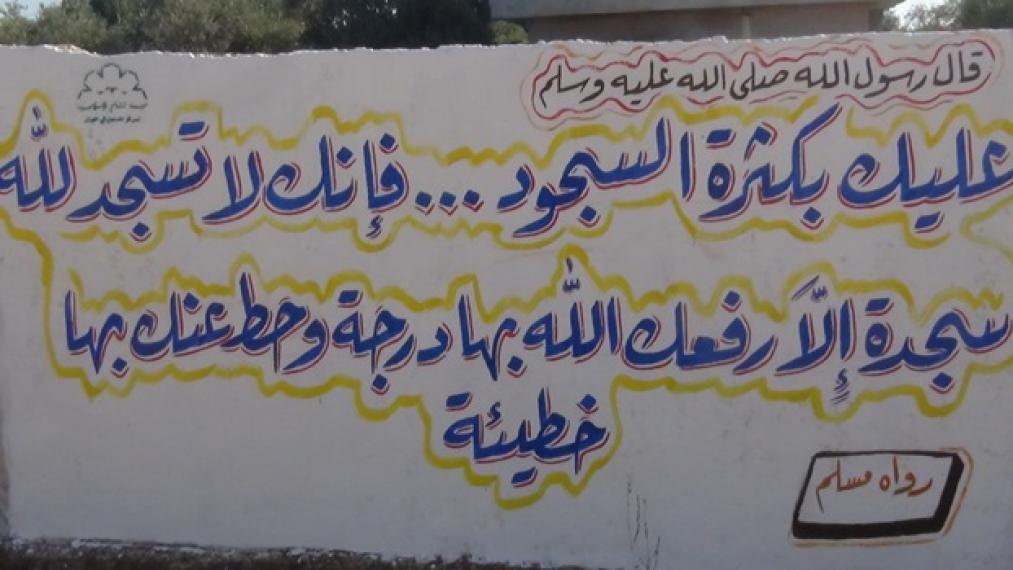 قال رسول الله صلى الله عليه وسلم
عليك بكثرة السجود ... فإنك لا تسجد لله
سجدة إلاَّ رفعك الله بها درجة وحط عنك بها
خطيئة
رواه مسلم